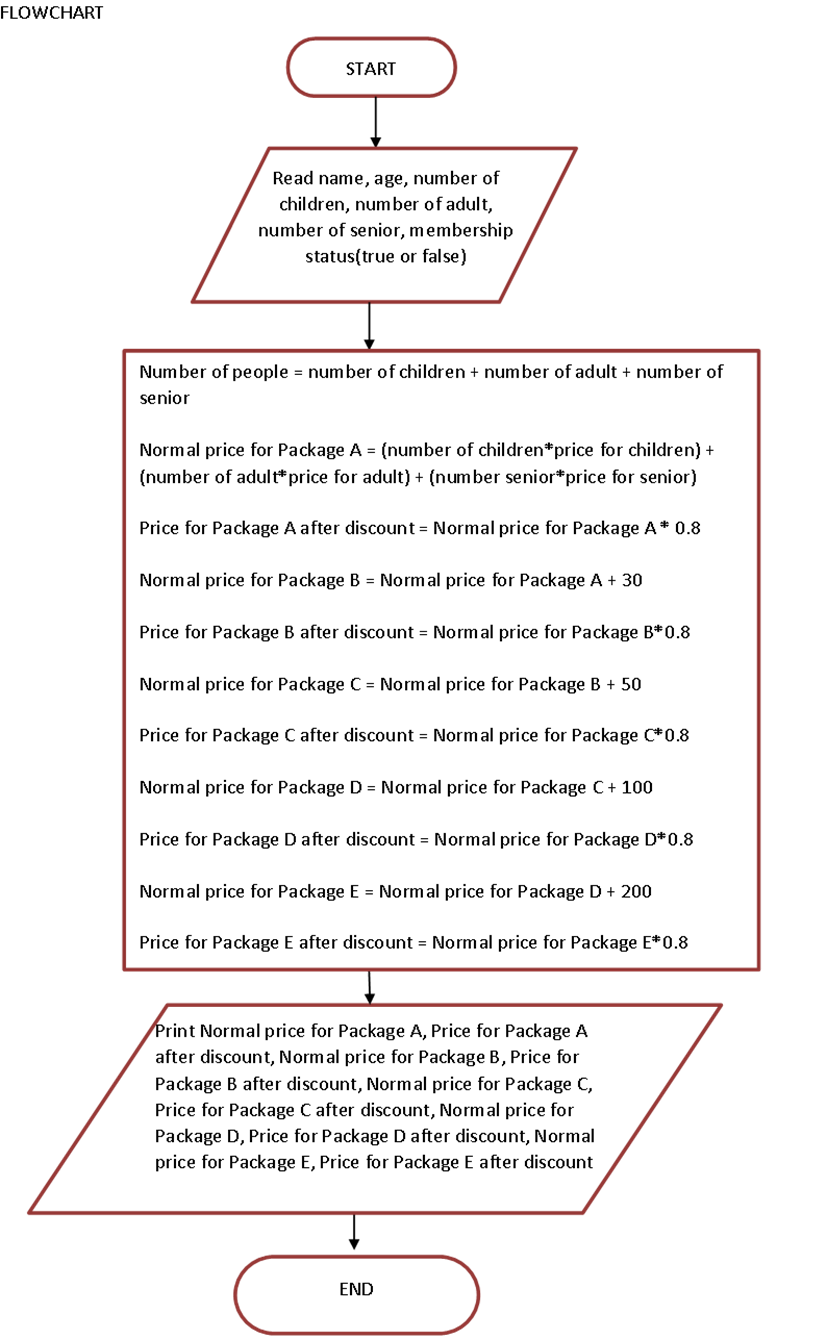 FLOWCHART
START
Read name, age, number of
children, number of adult,
number of senior, membership
status(true or false)
Number of people = number of children + number of adult + number of
senior
Normal price for Package A = (number of children*price for children) +
(number of adult*price for adult) + (number senior*price for senior)
Price for Package A after discount = Normal price for Package A * 0.8
Normal price for Package B = Normal price for Package A + 30
Price for Package B after discount = Normal price for Package B*0.8
Normal price for Package C = Normal price for Package B + 50
Price for Package C after discount = Normal price for Package C*0.8
Normal price for Package D = Normal price for Package C + 100
Price for Package D after discount = Normal price for Package D*0.8
Normal price for Package E = Normal price for Package D + 200
Price for Package E after discount = Normal price for Package E*0.8
Print Normal price for Package A, Price for Package A
after discount, Normal price for Package B, Price for
Package B after discount, Normal price for Package C,
Price for Package C after discount, Normal price for
Package D, Price for Package D after discount, Normal
price for Package E, Price for Package E after discount
END